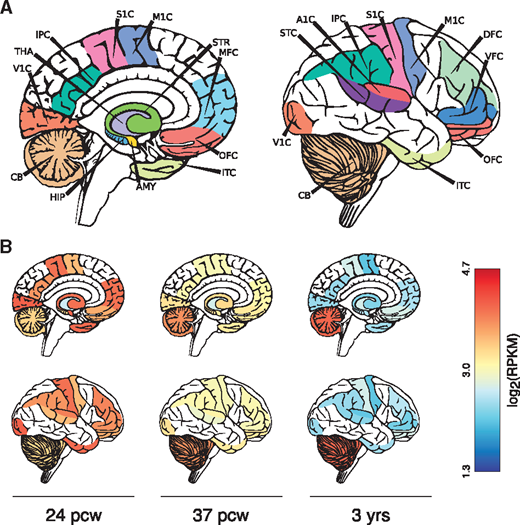 A
IPC
S1C
M1C
STR
MFC
THA
V1C
CB
HIP
AMY
ITC
OFC
STC
A1C
IPC
S1C
M1C
DFC
VFC
V1C
CB
ITC
OFC
B
4.7
3.0
1.3
log2(RPKM)
24 pcw
37 pcw
3 yrs